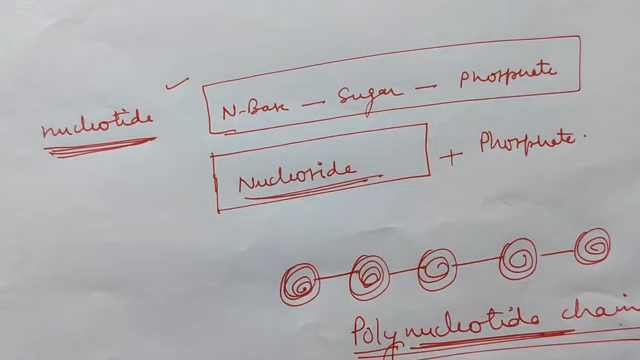 nucleotide ✓ N-Base — Sugar — Phosphate
Nucleoside + Phosphate.
Polynucleotide chain